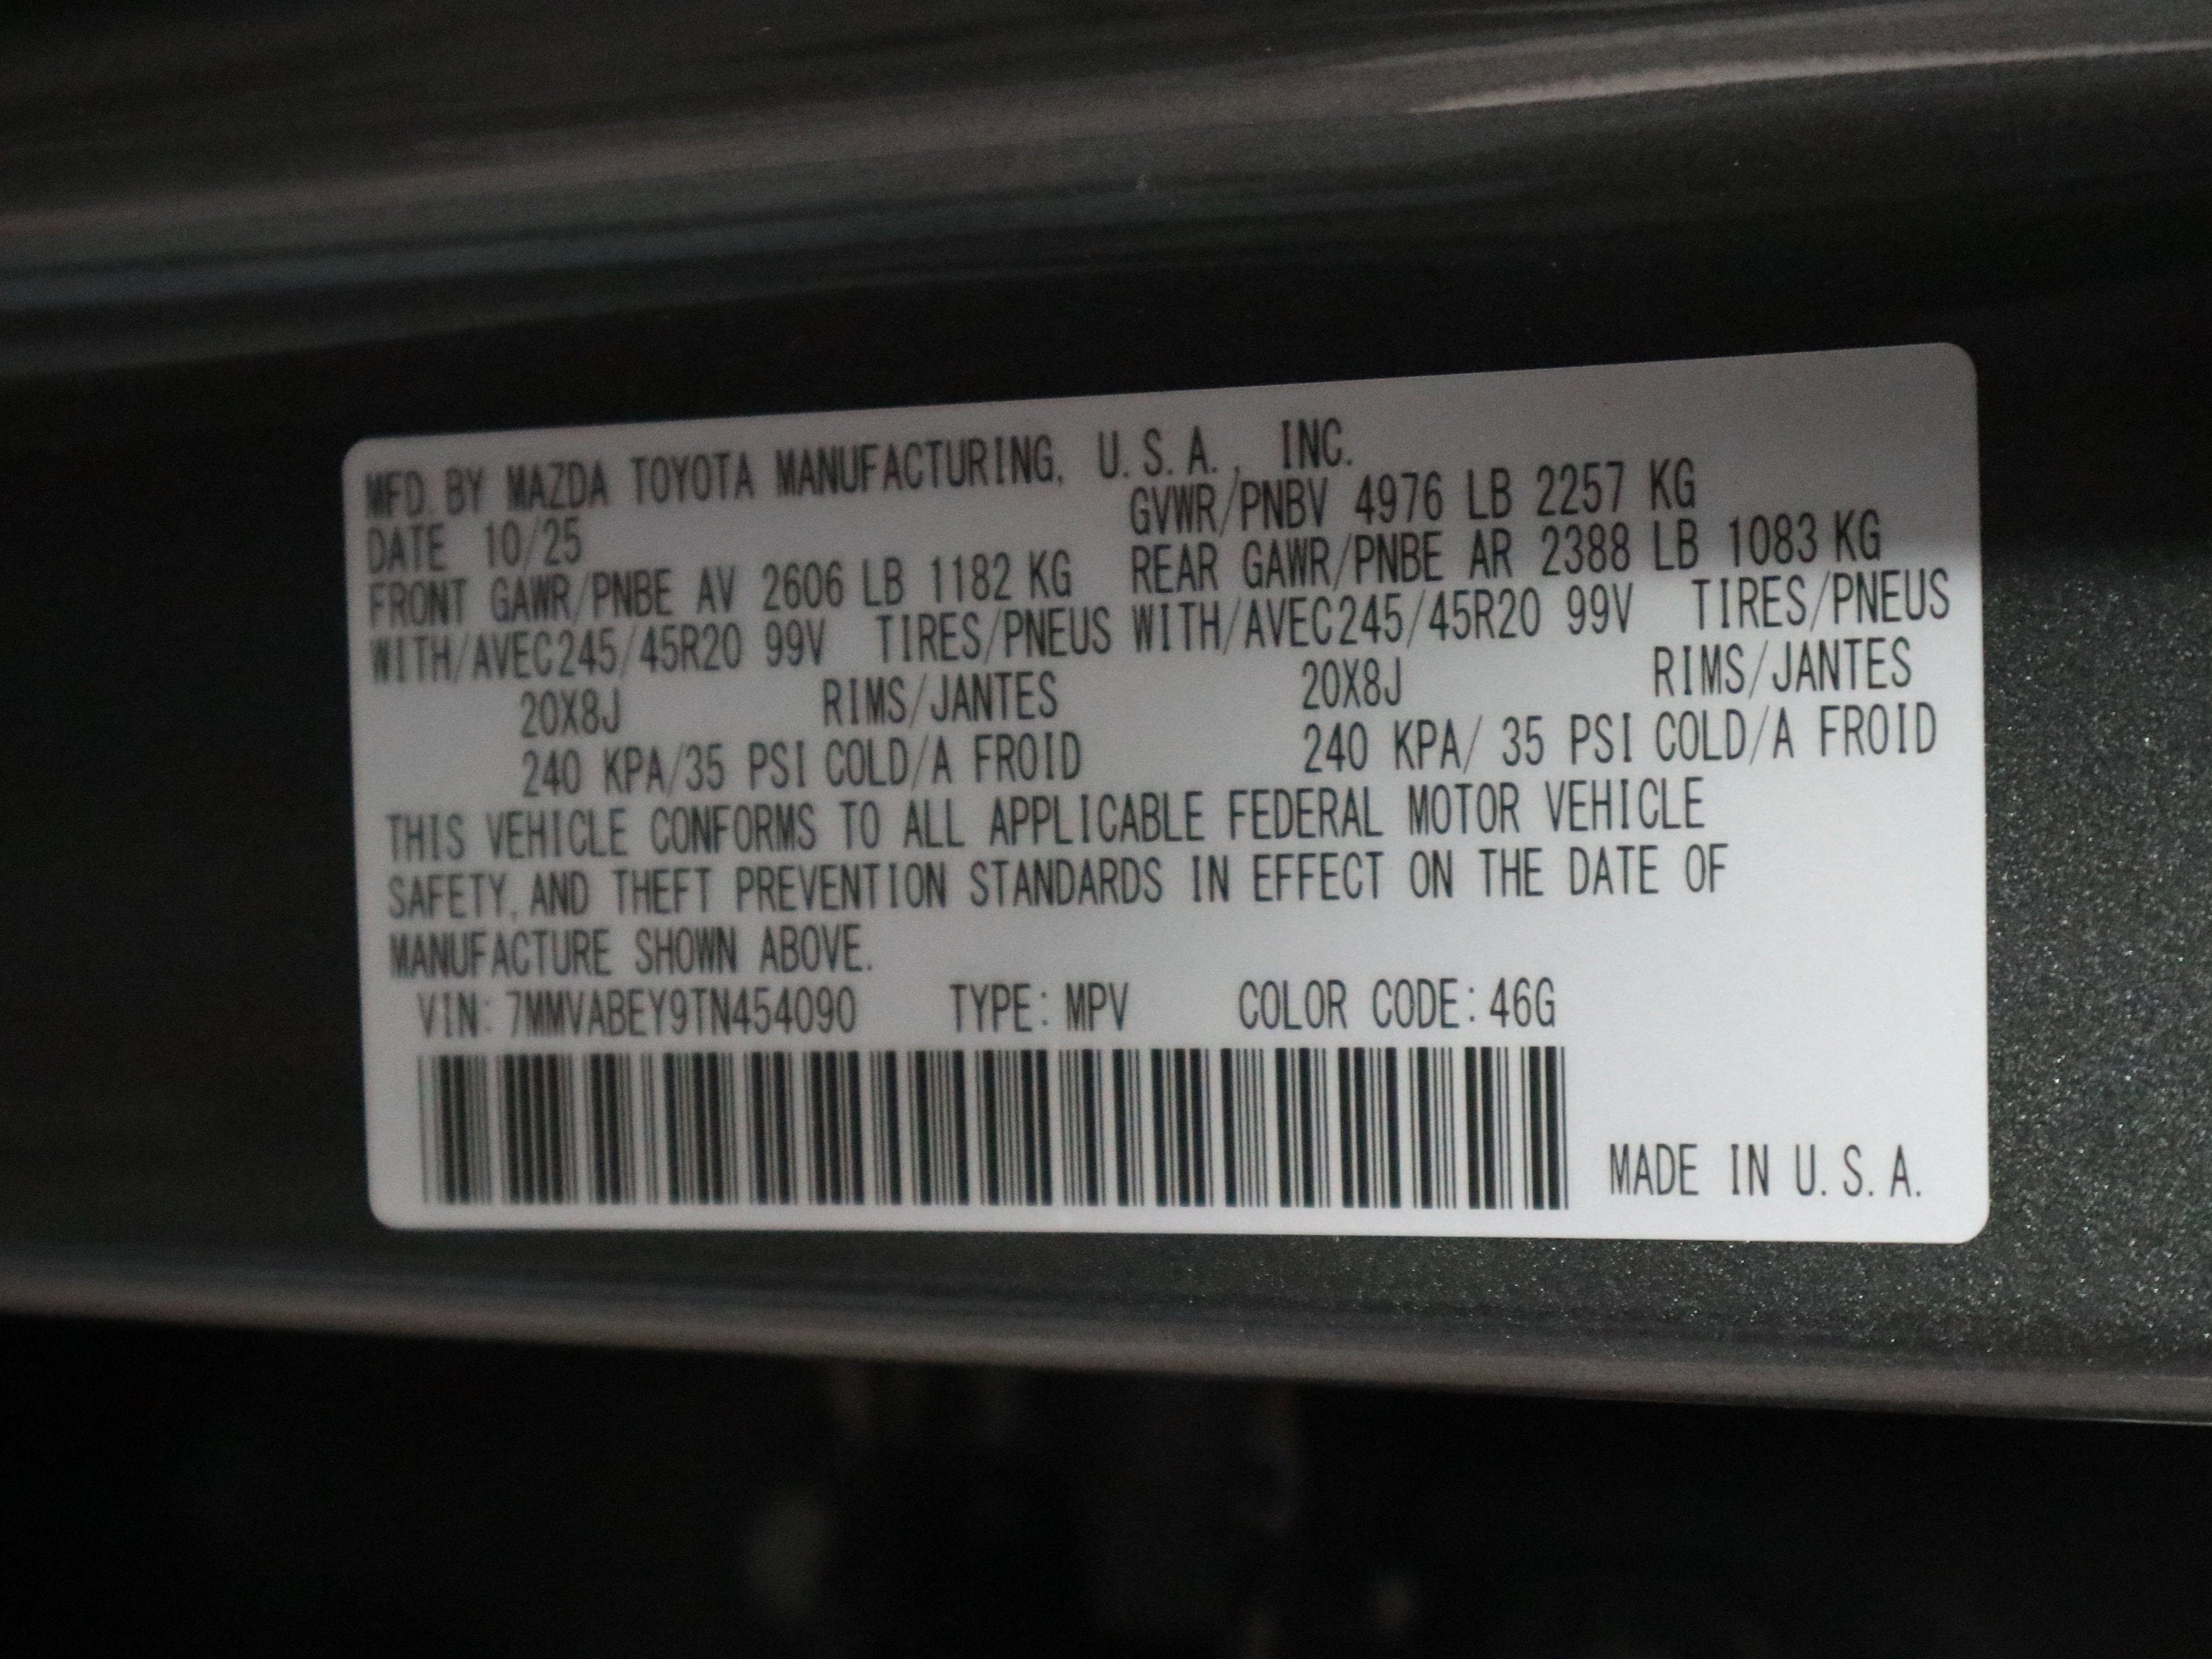 MFD. BY MAZDA TOYOTA MANUFACTURING, U.S.A., INC.
DATE 10/25 GVWR/PNBV 4976 LB 2257 KG
FRONT GAWR/PNBE AV 2606 LB 1182 KG REAR GAWR/PNBE AR 2388 LB 1083 KG
WITH/AVEC245/45R20 99V TIRES/PNEUS WITH/AVEC245/45R20 99V TIRES/PNEUS
20X8J RIMS/JANTES 20X8J RIMS/JANTES
240 KPA/35 PSI COLD/A FROID 240 KPA/ 35 PSI COLD/A FROID
THIS VEHICLE CONFORMS TO ALL APPLICABLE FEDERAL MOTOR VEHICLE
SAFETY, AND THEFT PREVENTION STANDARDS IN EFFECT ON THE DATE OF
MANUFACTURE SHOWN ABOVE.
VIN: 7MMVABEY9TN454090 TYPE: MPV COLOR CODE: 46G
MADE IN U.S.A.